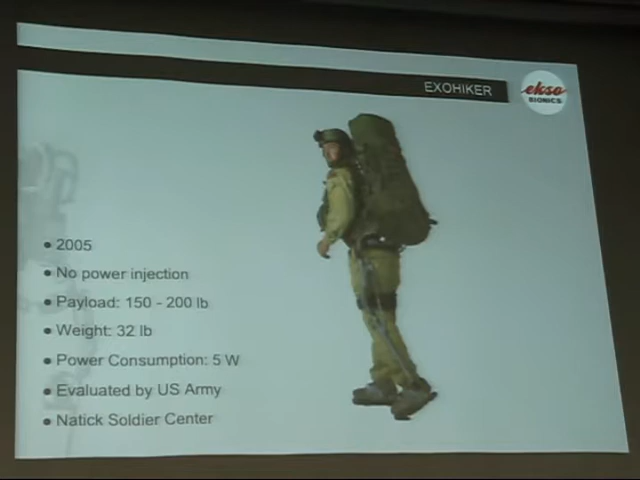 EXOHIKER
ekso
BIONICS
• 2005
• No power injection
• Payload: 150 - 200 lb
• Weight: 32 lb
• Power Consumption: 5 W
• Evaluated by US Army
• Natick Soldier Center